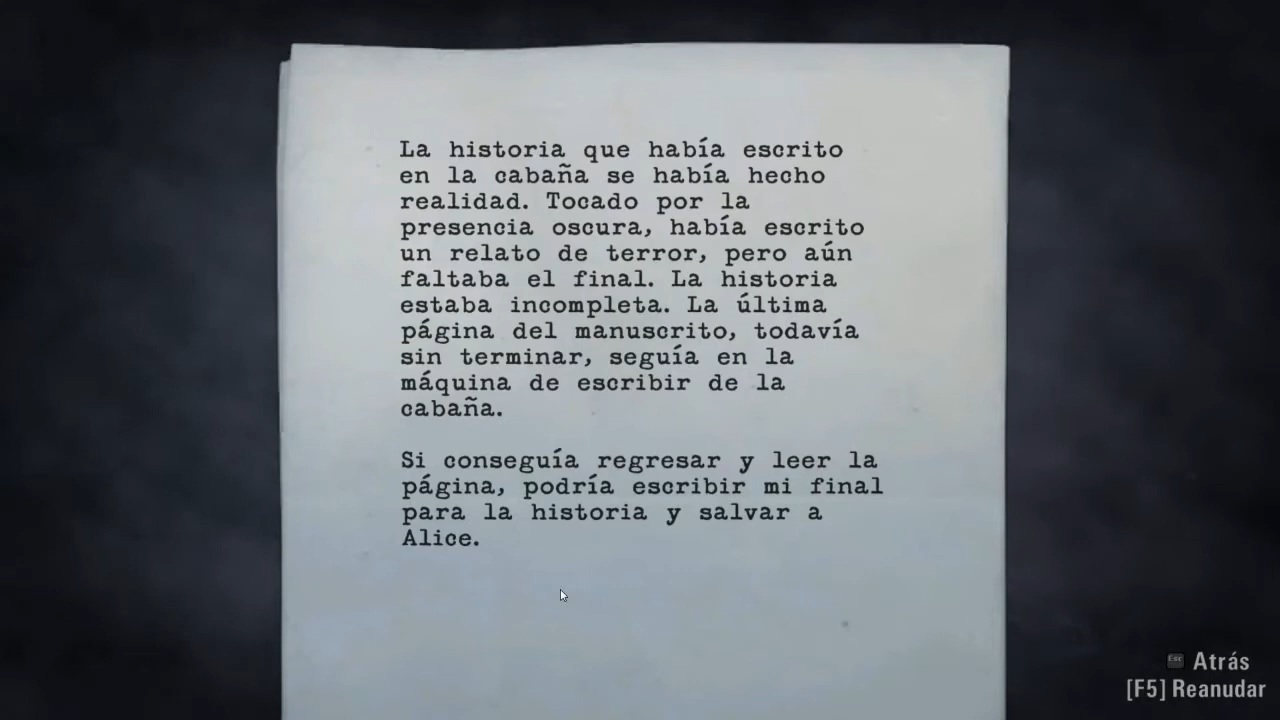 La historia que había escrito
en la cabaña se había hecho
realidad. Tocado por la
presencia oscura, había escrito
un relato de terror, pero aún
faltaba el final. La historia
estaba incompleta. La última
página del manuscrito, todavía
sin terminar, seguía en la
máquina de escribir de la
cabaña.
Si conseguía regresar y leer la
página, podría escribir mi final
para la historia y salvar a
Alice.
Esc Atrás
[F5] Reanudar